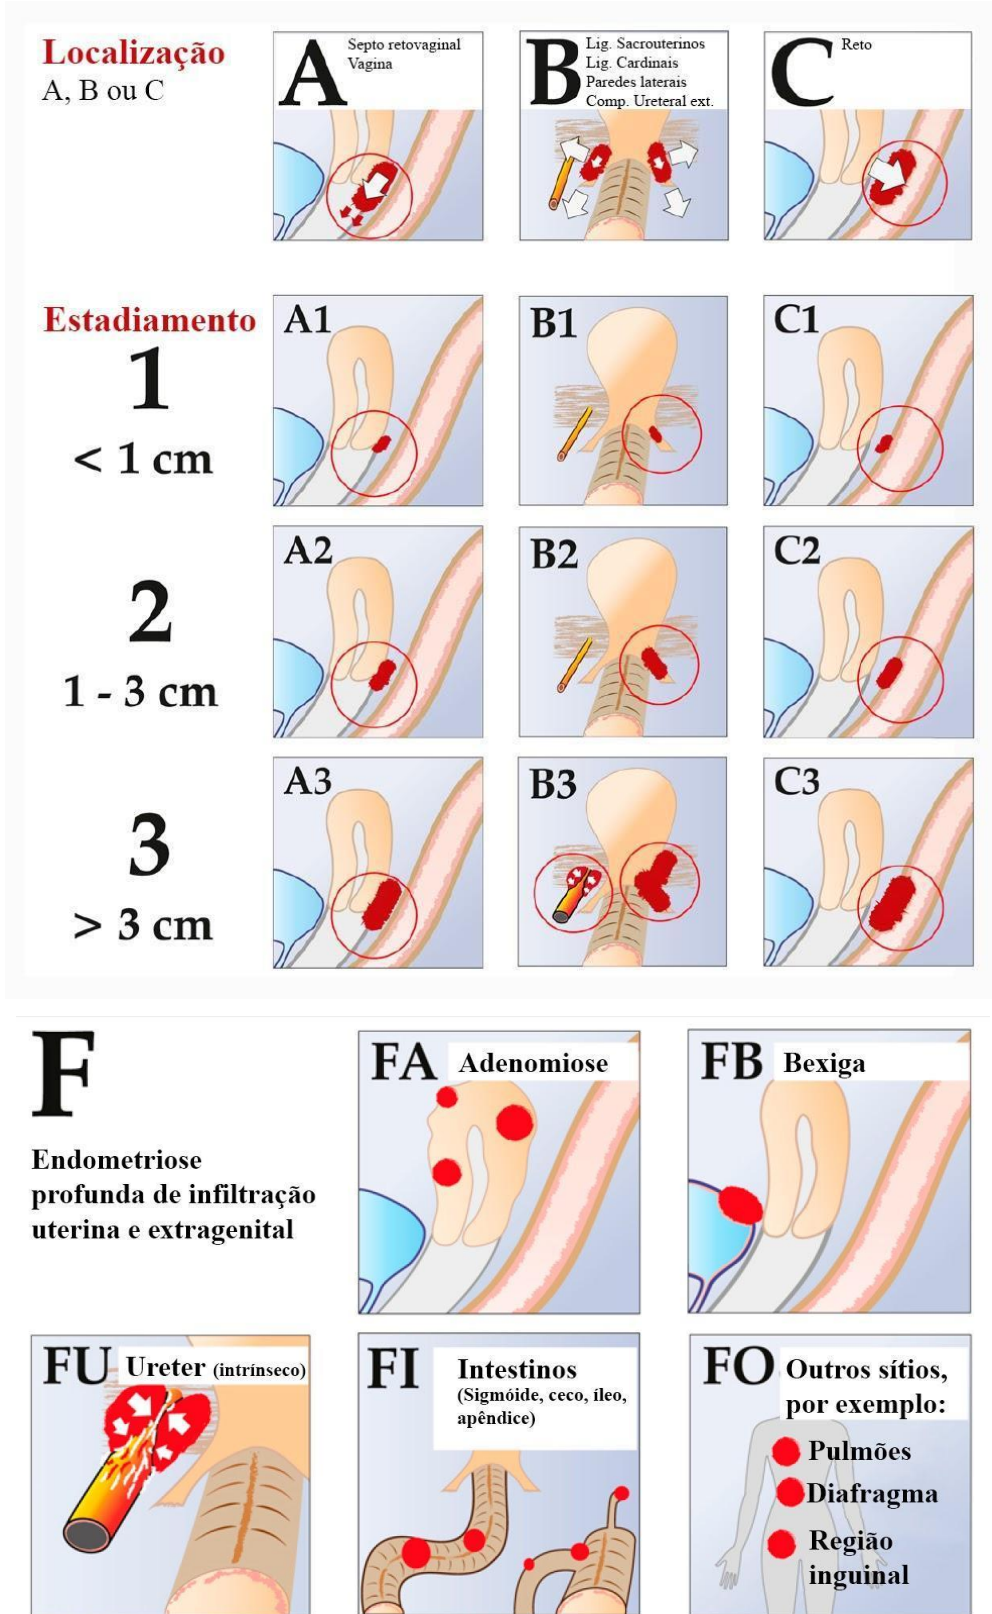 Localização
A, B ou C
A
Septo retovaginal
Vagina
B
Lig. Sacrouterinos
Lig. Cardinais
Paredes laterais
Comp. Ureteral ext.
C
Reto
Estadiamento
1
< 1 cm
A1
B1
C1
2
1 - 3 cm
A2
B2
C2
3
> 3 cm
A3
B3
C3
F
Endometriose
profunda de infiltração
uterina e extragenital
FA
Adenomiose
FB
Bexiga
FU
Ureter (intrínseco)
FI
Intestinos
(Sigmóide, ceco, íleo,
apêndice)
FO
Outros sítios,
por exemplo:
Pulmões
Diafragma
Região
inguinal